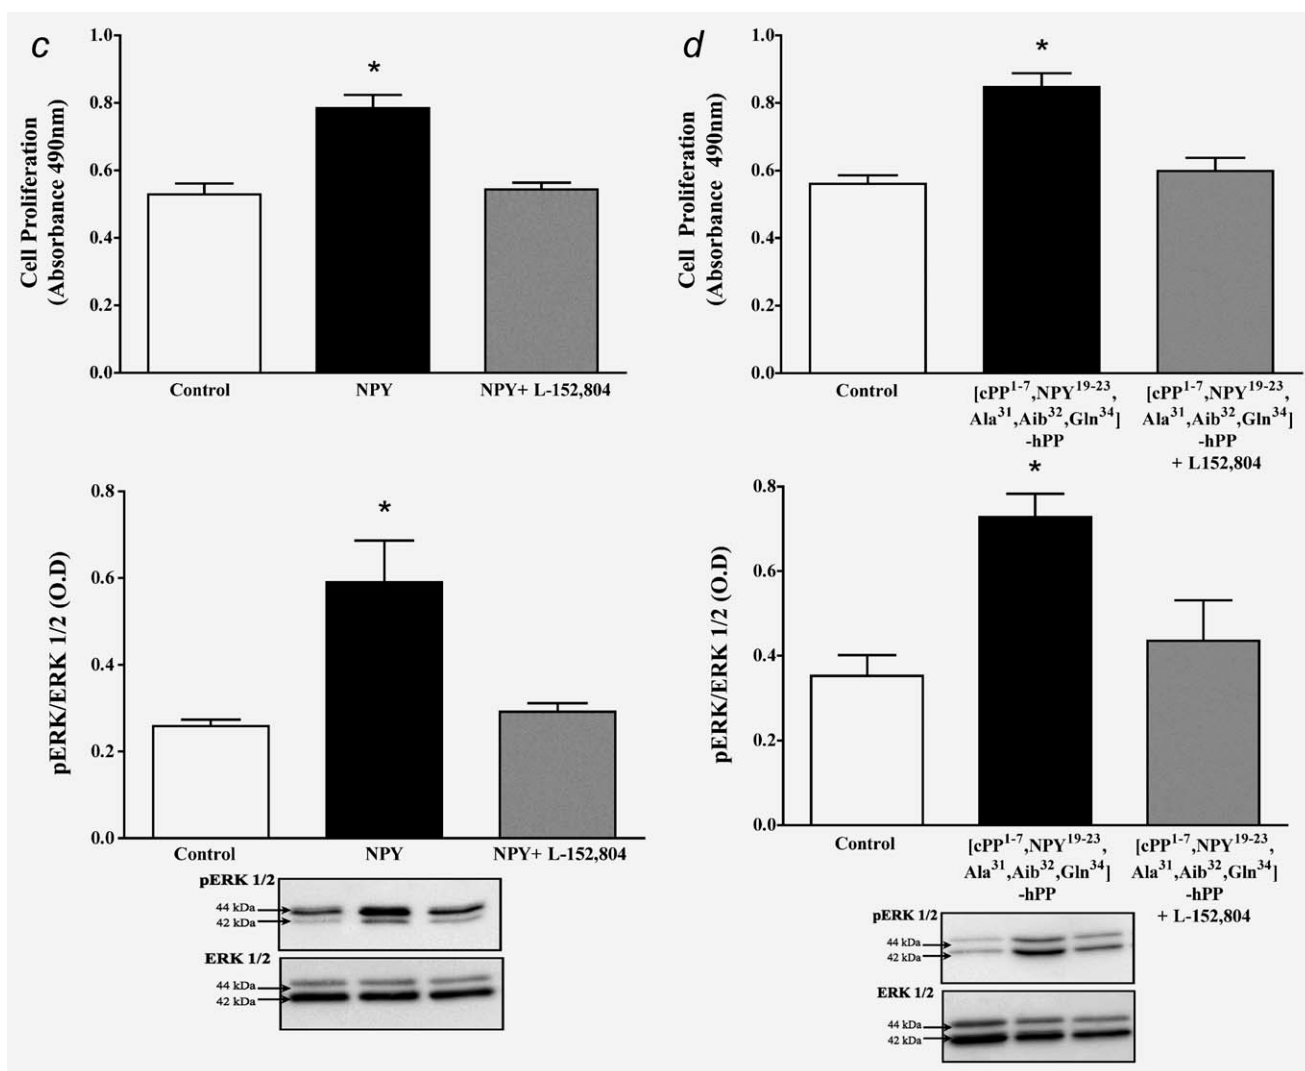 c
1.0
0.8
0.6
0.4
0.2
0.0
Cell Proliferation
(Absorbance 490nm)
*
Control
NPY
NPY+ L-152,804
d
1.0
0.8
0.6
0.4
0.2
0.0
Cell Proliferation
(Absorbance 490nm)
*
Control
[cPP1-7,NPY19-23,
Ala31,Aib32,Gln34]
-hPP
[cPP1-7,NPY19-23,
Ala31,Aib32,Gln34]
-hPP
+ L152,804
0.8
0.6
0.4
0.2
0.0
pERK/ERK 1/2 (O.D)
*
Control
NPY
NPY+ L-152,804
pERK 1/2
44 kDa
42 kDa
ERK 1/2
44 kDa
42 kDa
0.8
0.6
0.4
0.2
0.0
pERK/ERK 1/2 (O.D)
*
Control
[cPP1-7,NPY19-23,
Ala31,Aib32,Gln34]
-hPP
[cPP1-7,NPY19-23,
Ala31,Aib32,Gln34]
-hPP
+ L-152,804
pERK 1/2
44 kDa
42 kDa
ERK 1/2
44 kDa
42 kDa